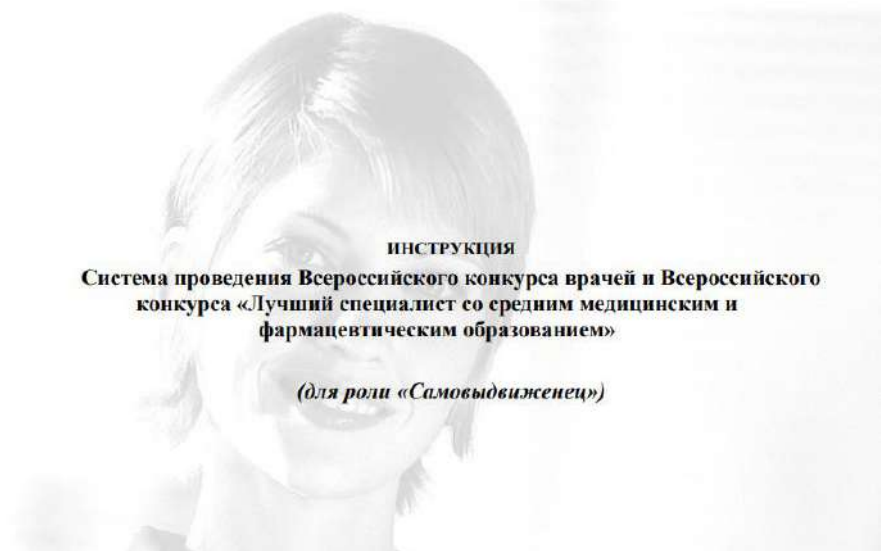 ИНСТРУКЦИЯ
Система проведения Всероссийского конкурса врачей и Всероссийского
конкурса «Лучший специалист со средним медицинским и
фармацевтическим образованием»
(для роли «Самовыдвиженец»)